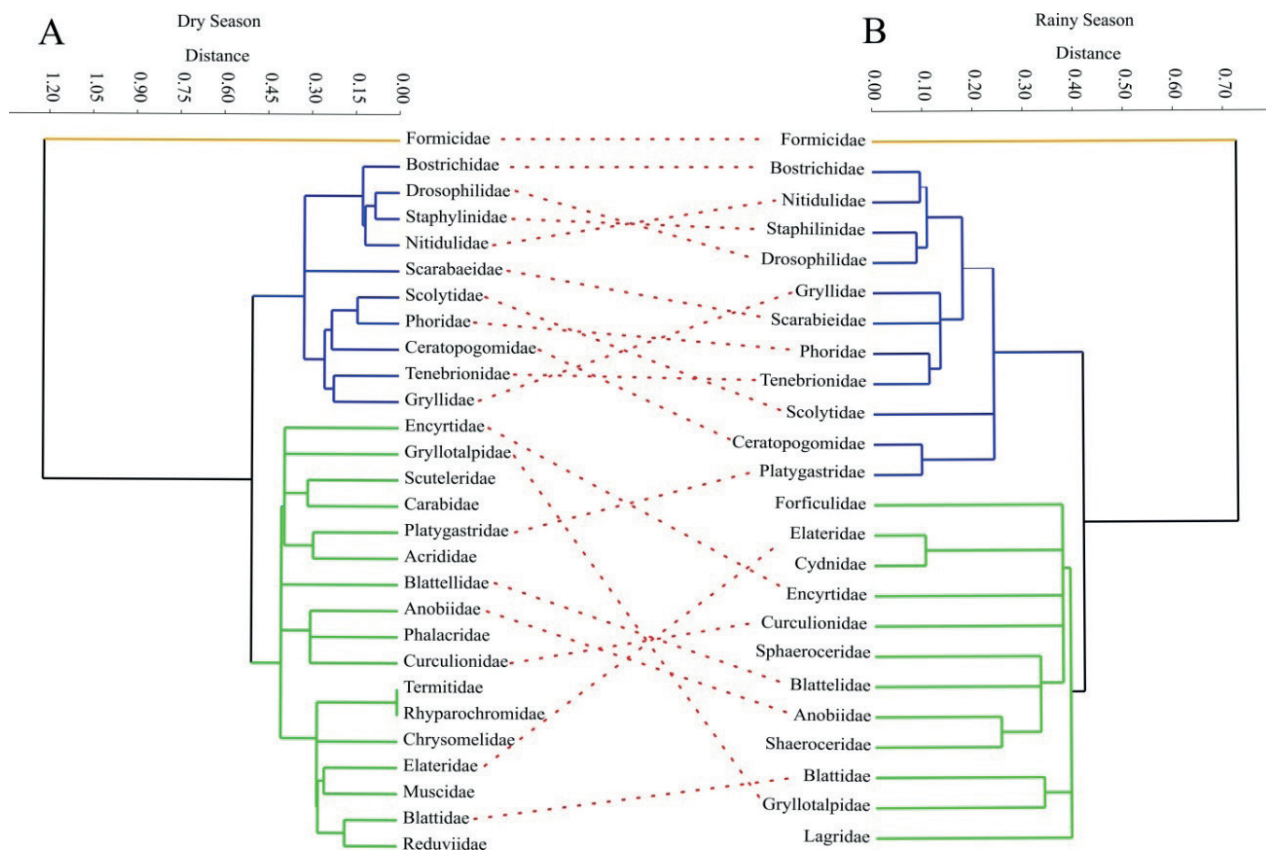 A
Dry Season
Distance
1.20 1.05 0.90 0.75 0.60 0.45 0.30 0.15 0.00
Formicidae
Bostrichidae
Drosophilidae
Staphylinidae
Nitidulidae
Scarabaeidae
Scolytidae
Phoridae
Ceratopogomidae
Tenebrionidae
Gryllidae
Encyrtidae
Gryllotalpidae
Scuteleridae
Carabidae
Platygastridae
Acrididae
Blattellidae
Anobiidae
Phalacridae
Curculionidae
Termitidae
Rhyparochromidae
Chrysomelidae
Elateridae
Muscidae
Blattidae
Reduviidae
B
Rainy Season
Distance
0.00 0.10 0.20 0.30 0.40 0.50 0.60 0.70
Formicidae
Bostrichidae
Nitidulidae
Staphilinidae
Drosophilidae
Gryllidae
Scarabieidae
Phoridae
Tenebrionidae
Scolytidae
Ceratopogomidae
Platygastridae
Forficulidae
Elateridae
Cydnidae
Encyrtidae
Curculionidae
Sphaeroceridae
Blattelidae
Anobiidae
Shaeroceridae
Blattidae
Gryllotalpidae
Lagridae